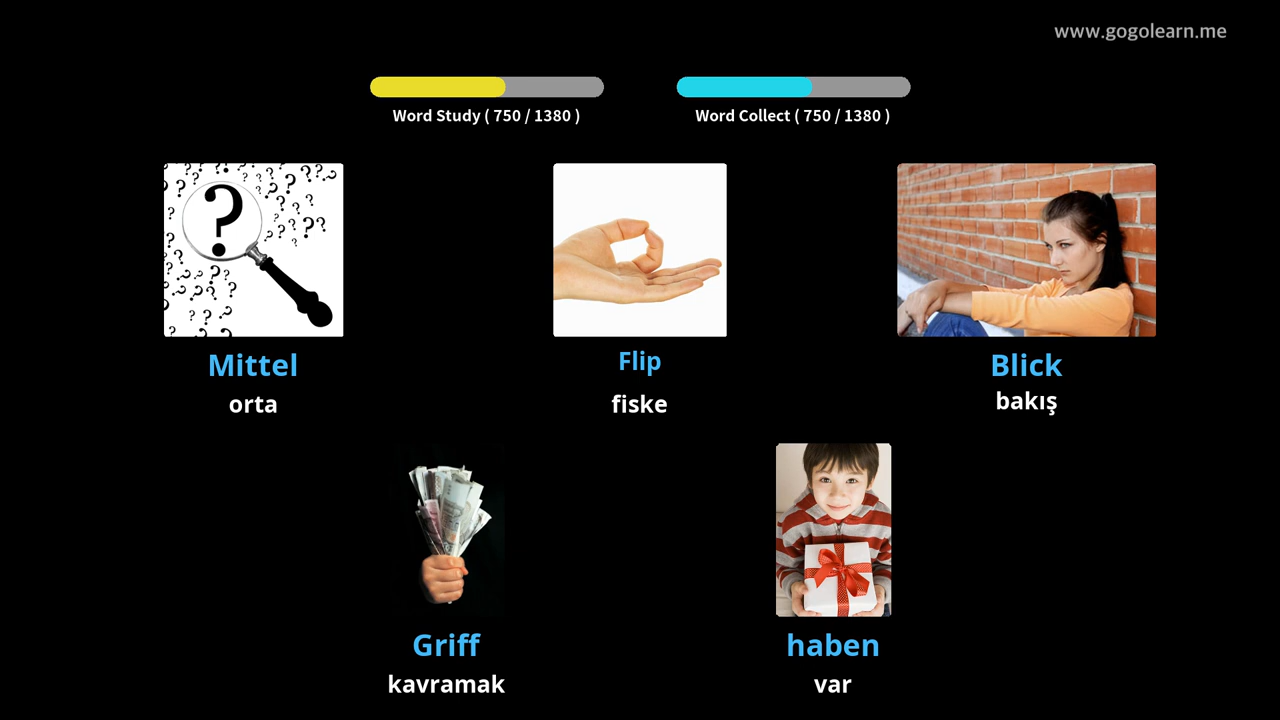 www.gogolearn.me
Word Study ( 750 / 1380 )
Word Collect ( 750 / 1380 )
Mittel
orta
Flip
fiske
Blick
bakış
Griff
kavramak
haben
var